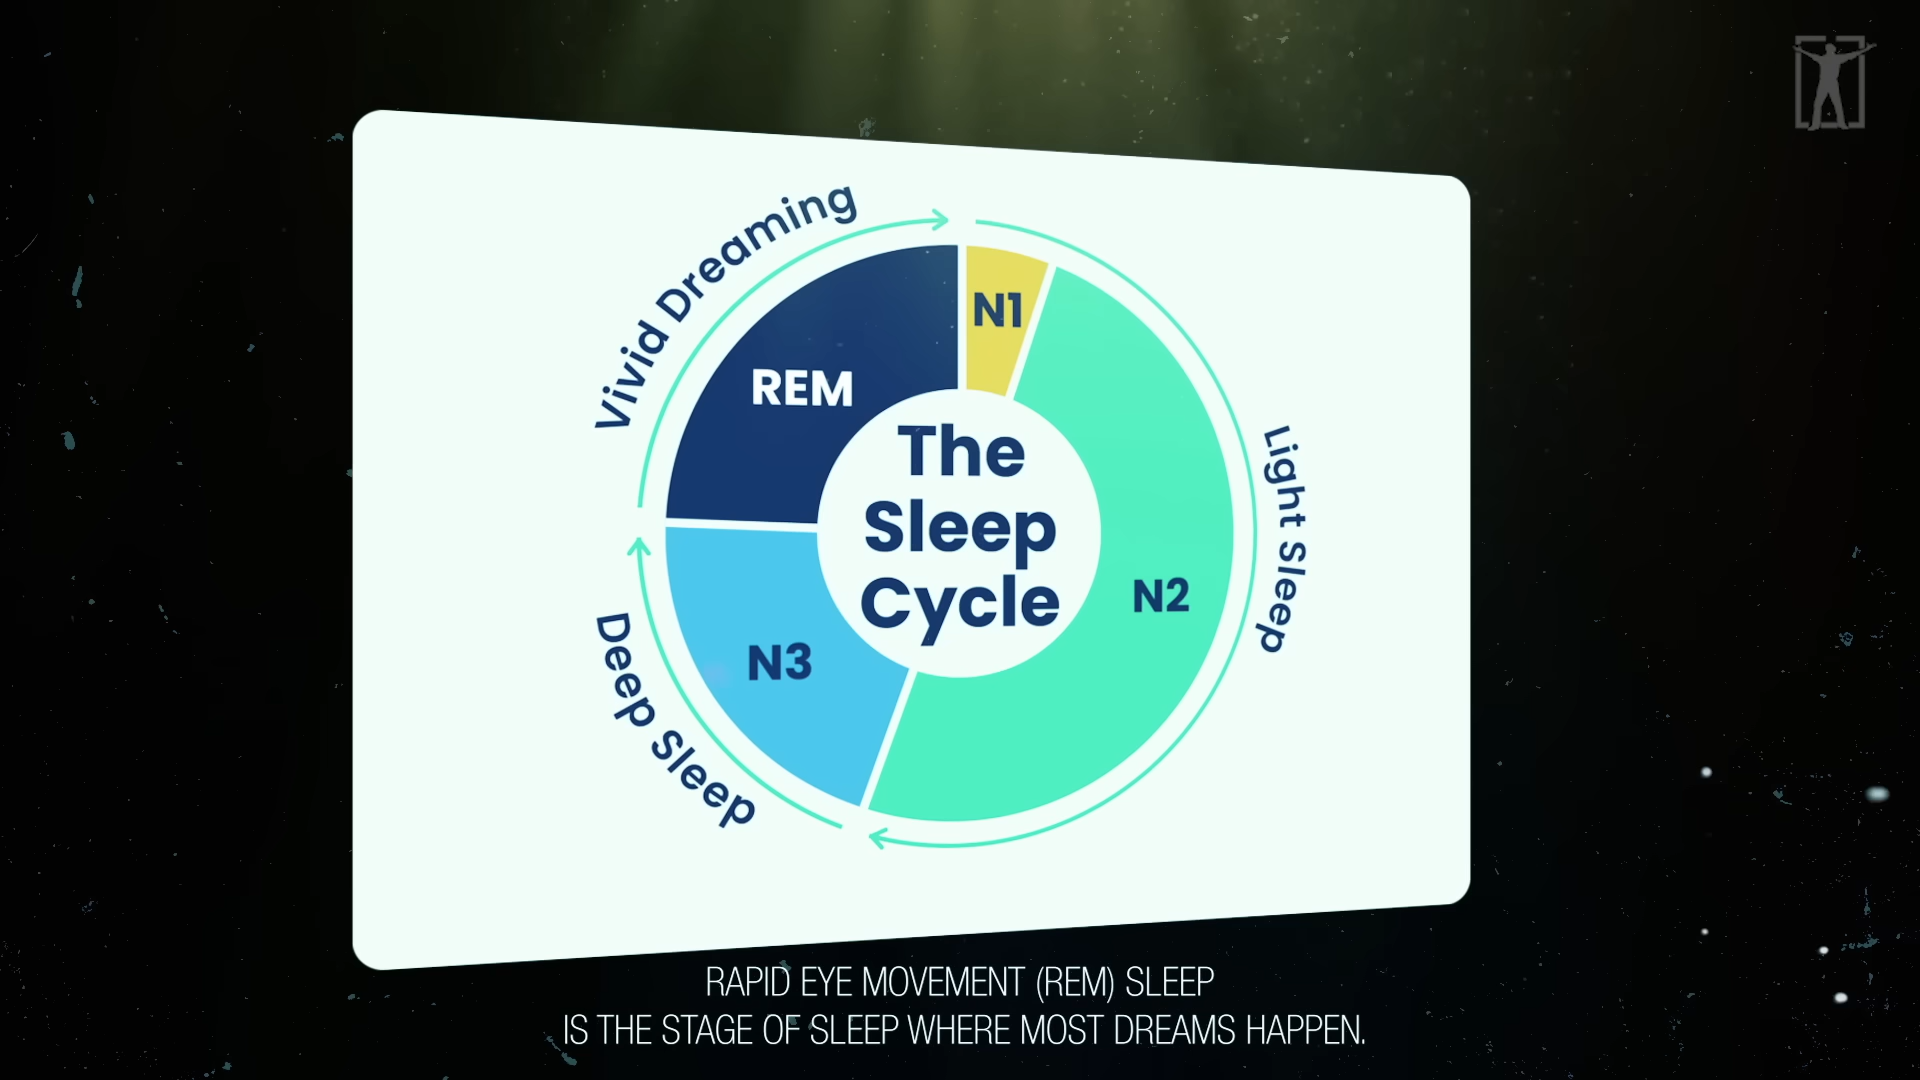 Vivid Dreaming
N1
REM
The
Sleep
Cycle
Light Sleep
N2
N3
Deep Sleep
RAPID EYE MOVEMENT (REM) SLEEP
IS THE STAGE OF SLEEP WHERE MOST DREAMS HAPPEN.